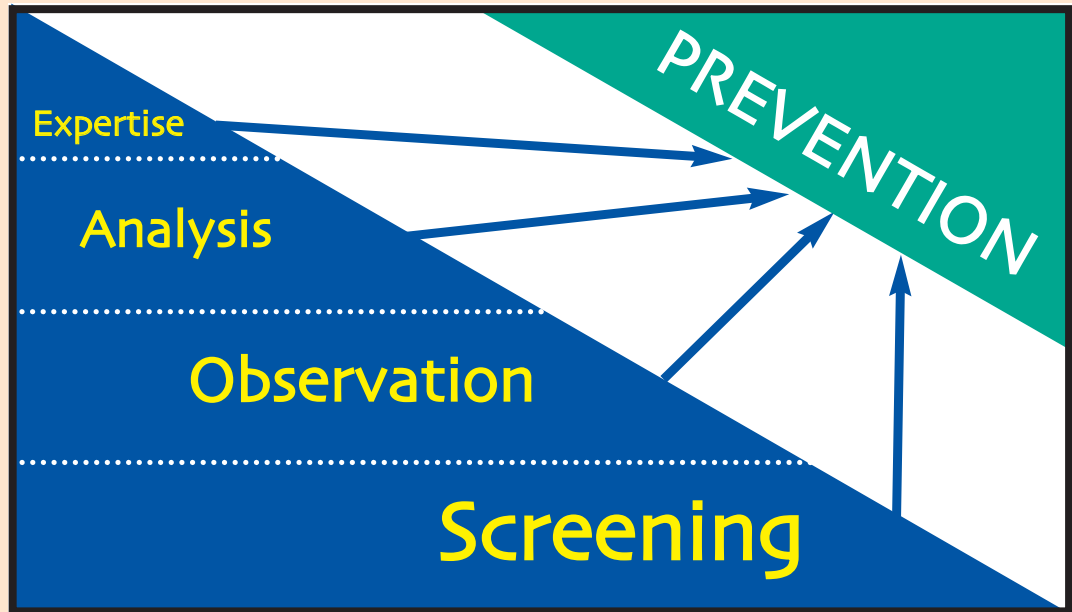 PREVENTION
Expertise
Analysis
Observation
Screening